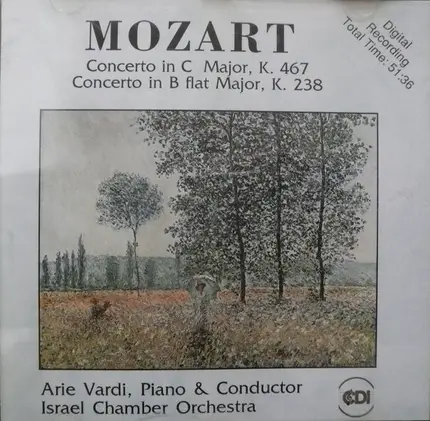 MOZART
Concerto in C Major, K. 467
Concerto in B flat Major, K. 238
Digital
Recording
Total Time: 51:36
Arie Vardi, Piano & Conductor
Israel Chamber Orchestra
CDI